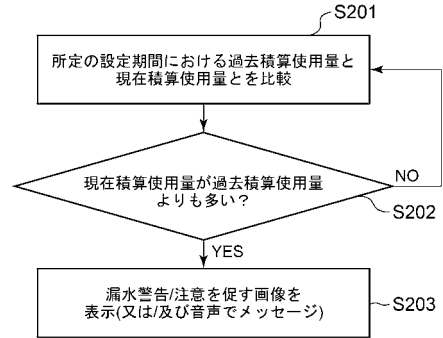 S201
所定の設定期間における過去積算使用量と
現在積算使用量とを比較
現在積算使用量が過去積算使用量
よりも多い?
NO
S202
YES
漏水警告/注意を促す画像を
表示(又は/及び音声でメッセージ)
S203